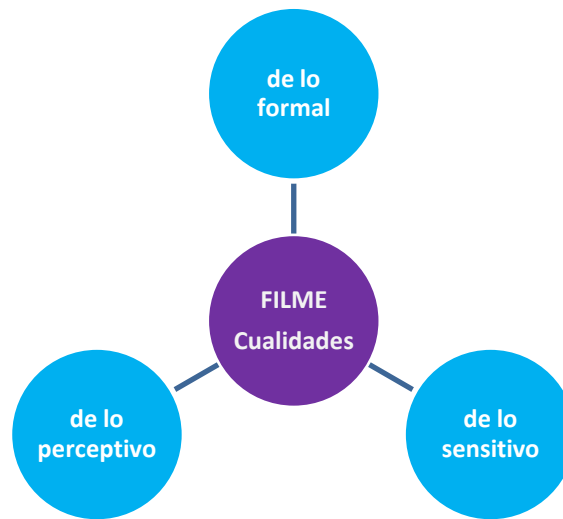 de lo
formal
FILME
Cualidades
de lo
perceptivo
de lo
sensitivo